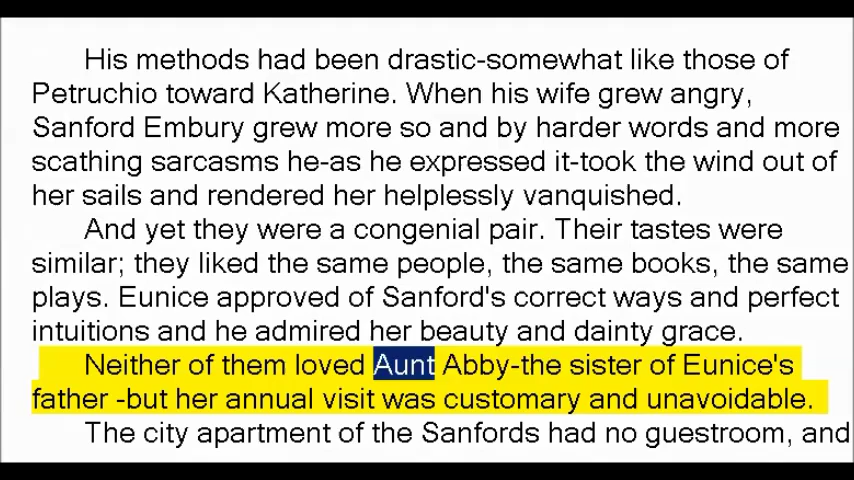 His methods had been drastic-somewhat like those of
Petruchio toward Katherine. When his wife grew angry,
Sanford Embury grew more so and by harder words and more
scathing sarcasms he-as he expressed it-took the wind out of
her sails and rendered her helplessly vanquished.
And yet they were a congenial pair. Their tastes were
similar; they liked the same people, the same books, the same
plays. Eunice approved of Sanford's correct ways and perfect
intuitions and he admired her beauty and dainty grace.
Neither of them loved Aunt Abby-the sister of Eunice's
father -but her annual visit was customary and unavoidable.
The city apartment of the Sanfords had no guestroom, and